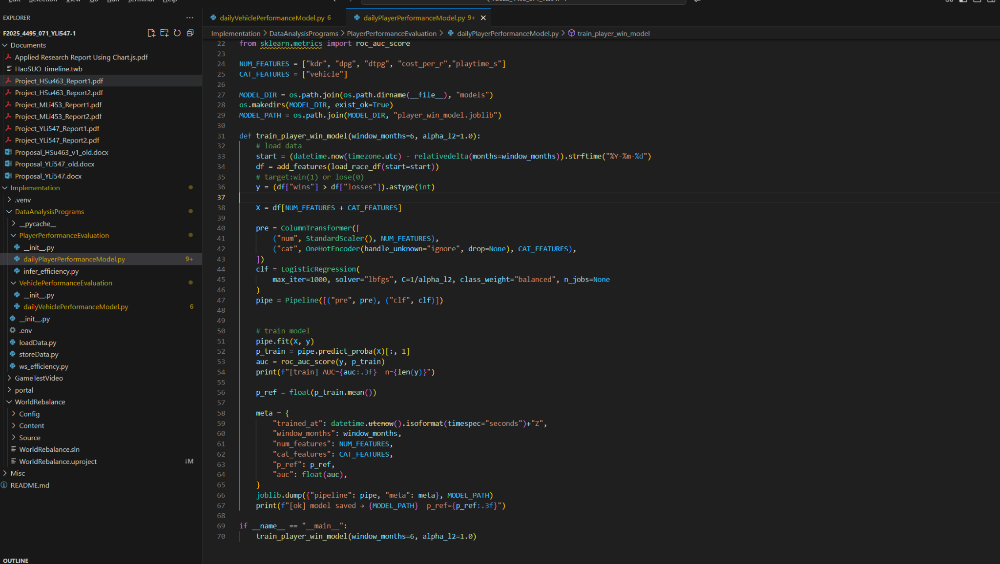 Edit Selection View Go Run Terminal Help
EXPLORER
F2025_4495_071_YLI547-1
Documents
Applied Research Report Using Chart.js.pdf
HaoSUO_timeline.twb
Project_HSu463_Report1.pdf
Project_HSu463_Report2.pdf
Project_MLi453_Report1.pdf
Project_MLi453_Report2.pdf
Project_YLi547_Report1.pdf
Project_YLi547_Report2.pdf
Proposal_HSu463_v1_old.docx
Proposal_YLi547_old.docx
Proposal_YLi547.docx
Implementation
.venv
DataAnalysisPrograms
__pycache__
PlayerPerformanceEvaluation
__init__.py
dailyPlayerPerformanceModel.py 9+
infer_efficiency.py
VehiclePerformanceEvaluation
__init__.py
dailyVehiclePerformanceModel.py 6
__init__.py
.env
loadData.py
storeData.py
ws_efficiency.py
GameTestVideo
portal
WorldRebalance
Config
Content
Source
WorldRebalance.sln
WorldRebalance.uproject ↓M
Misc
README.md
OUTLINE
dailyVehiclePerformanceModel.py 6
dailyPlayerPerformanceModel.py 9+
Implementation > DataAnalysisPrograms > PlayerPerformanceEvaluation > dailyPlayerPerformanceModel.py > train_player_win_model
22 from sklearn.metrics import roc_auc_score
23
24 NUM_FEATURES = ["kdr", "dpg", "dtpg", "cost_per_r","playtime_s"]
25 CAT_FEATURES = ["vehicle"]
26
27 MODEL_DIR = os.path.join(os.path.dirname(__file__), "models")
28 os.makedirs(MODEL_DIR, exist_ok=True)
29 MODEL_PATH = os.path.join(MODEL_DIR, "player_win_model.joblib")
30
31 def train_player_win_model(window_months=6, alpha_l2=1.0):
32 # load data
33 start = (datetime.now(timezone.utc) - relativedelta(months=window_months)).strftime("%Y-%m-%d")
34 df = add_features(load_race_df(start=start))
35 # target:win(1) or lose(0)
36 y = (df["wins"] > df["losses"]).astype(int)
37
38 X = df[NUM_FEATURES + CAT_FEATURES]
39
40 pre = ColumnTransformer([
41 ("num", StandardScaler(), NUM_FEATURES),
42 ("cat", OneHotEncoder(handle_unknown="ignore", drop=None), CAT_FEATURES),
43 ])
44 clf = LogisticRegression(
45 max_iter=1000, solver="lbfgs", C=1/alpha_l2, class_weight="balanced", n_jobs=None
46 )
47 pipe = Pipeline([("pre", pre), ("clf", clf)])
48
49
50 # train model
51 pipe.fit(X, y)
52 p_train = pipe.predict_proba(X)[:, 1]
53 auc = roc_auc_score(y, p_train)
54 print(f"[train] AUC={auc:.3f}  n={len(y)}")
55
56 p_ref = float(p_train.mean())
57
58 meta = {
59 "trained_at": datetime.utcnow().isoformat(timespec="seconds")+"Z",
60 "window_months": window_months,
61 "num_features": NUM_FEATURES,
62 "cat_features": CAT_FEATURES,
63 "p_ref": p_ref,
64 "auc": float(auc),
65 }
66 joblib.dump({"pipeline": pipe, "meta": meta}, MODEL_PATH)
67 print(f"[ok] model saved → {MODEL_PATH}  p_ref={p_ref:.3f}")
68
69 if __name__ == "__main__":
70 train_player_win_model(window_months=6, alpha_l2=1.0)